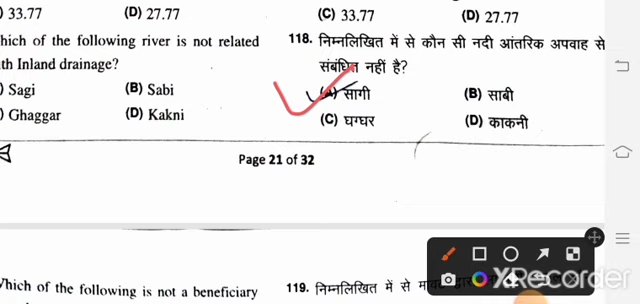 ) 33.77 (D) 27.77
hich of the following river is not related
th Inland drainage?
) Sagi (B) Sabi
) Ghaggar (D) Kakni
(C) 33.77 (D) 27.77
118. निम्नलिखित में से कौन सी नदी आंतरिक अपवाह से
संबंधित नहीं है?
(A) सागी (B) साबी
(C) घग्घर (D) काकनी
Page 21 of 32
Which of the following is not a beneficiary
119. निम्नलिखित में से
XRecorder